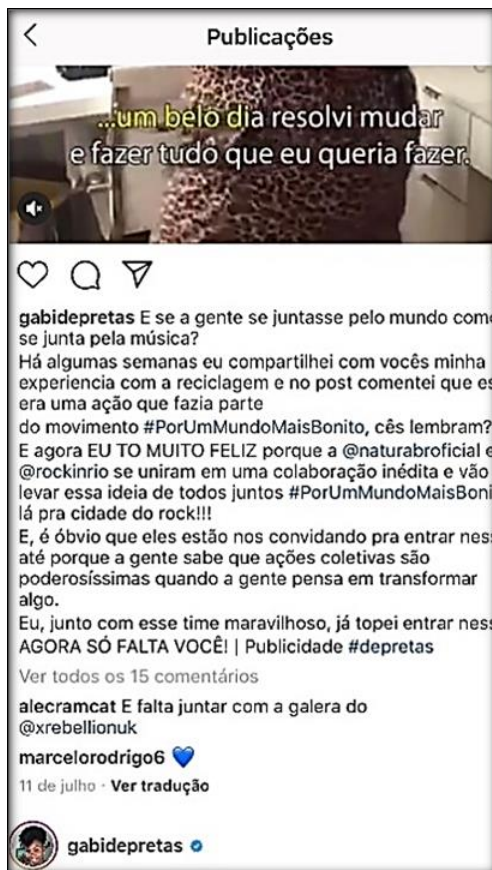 Publicações
...um belo dia resolvi mudar
e fazer tudo que eu queria fazer.
gabidepretas E se a gente se juntasse pelo mundo como
se junta pela música?
Há algumas semanas eu compartilhei com vocês minha
experiencia com a reciclagem e no post comentei que es
era uma ação que fazia parte
do movimento #PorUmMundoMaisBonito, cês lembram?
E agora EU TO MUITO FELIZ porque a @naturabroficial e
@rockinrio se uniram em uma colaboração inédita e vão
levar essa ideia de todos juntos #PorUmMundoMaisBoni
lá pra cidade do rock!!!
E, é óbvio que eles estão nos convidando pra entrar ness
até porque a gente sabe que ações coletivas são
poderosíssimas quando a gente pensa em transformar
algo.
Eu, junto com esse time maravilhoso, já topei entrar ness
AGORA SÓ FALTA VOCÊ! | Publicidade #depretas
Ver todos os 15 comentários
alecramcat E falta juntar com a galera do
@xrebellionuk
marcelorodrigo6 💙
11 de julho · Ver tradução
gabidepretas